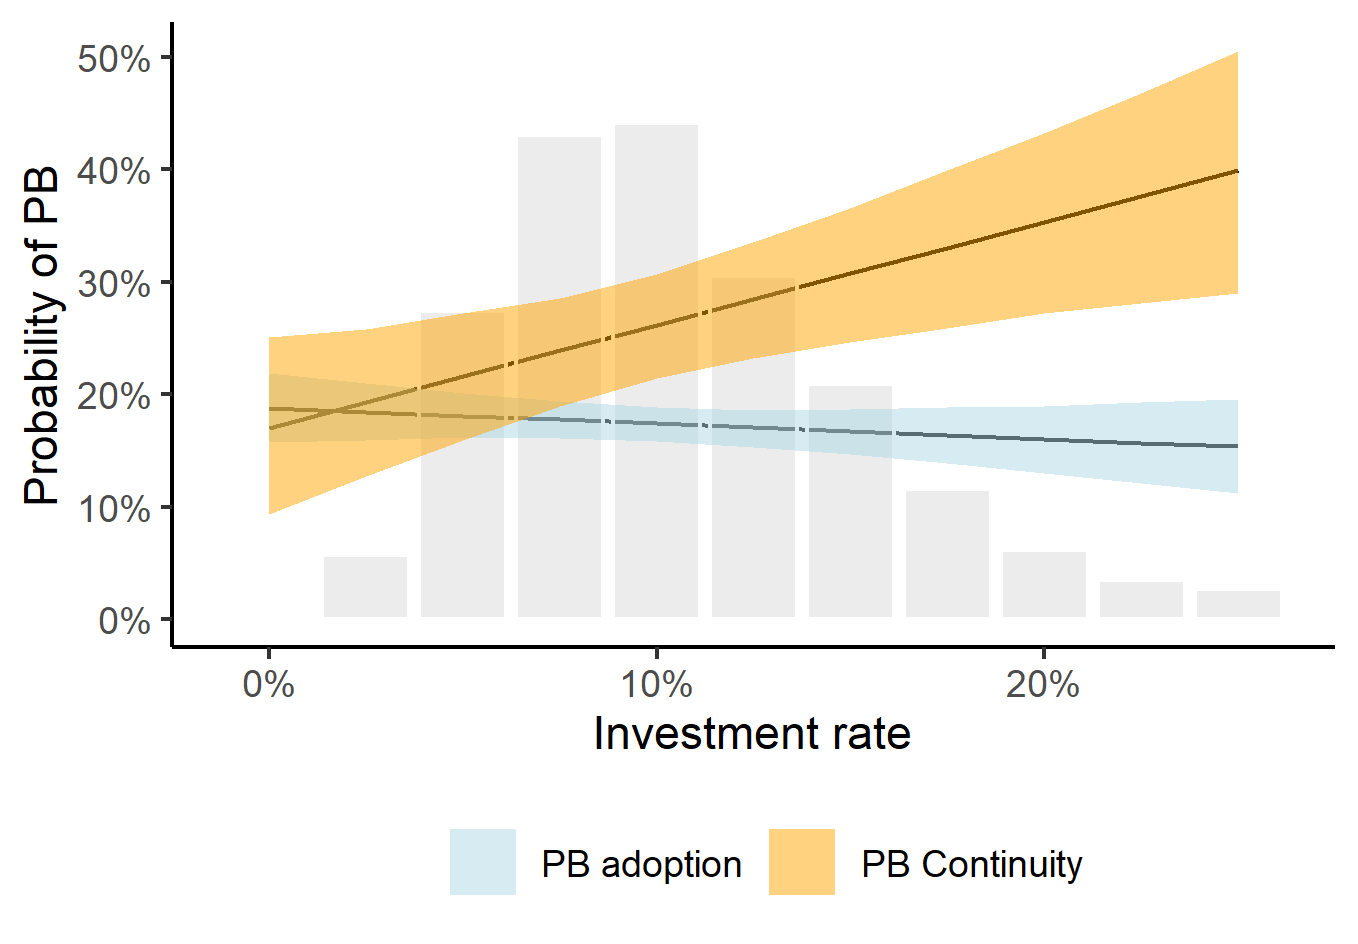 50%
40%
30%
20%
10%
0%
Probability of PB
0% 10% 20%
Investment rate
PB adoption PB Continuity